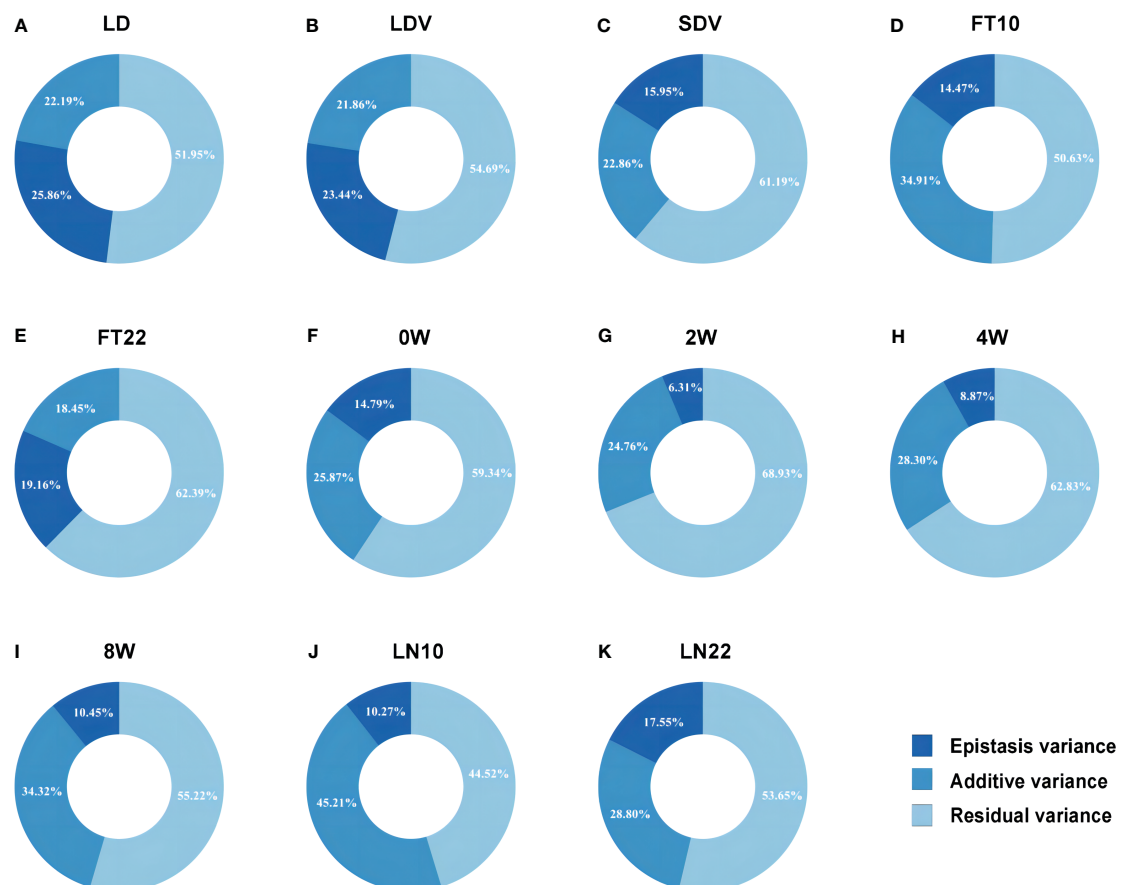 A LD
22.19%
51.95%
25.86%
B LDV
21.86%
54.69%
23.44%
C SDV
15.95%
22.86%
61.19%
D FT10
14.47%
50.63%
34.91%
E FT22
18.45%
19.16%
62.39%
F 0W
14.79%
25.87%
59.34%
G 2W
6.31%
24.76%
68.93%
H 4W
8.87%
28.30%
62.83%
I 8W
10.45%
34.32%
55.22%
J LN10
10.27%
44.52%
45.21%
K LN22
17.55%
53.65%
28.80%
Epistasis variance
Additive variance
Residual variance